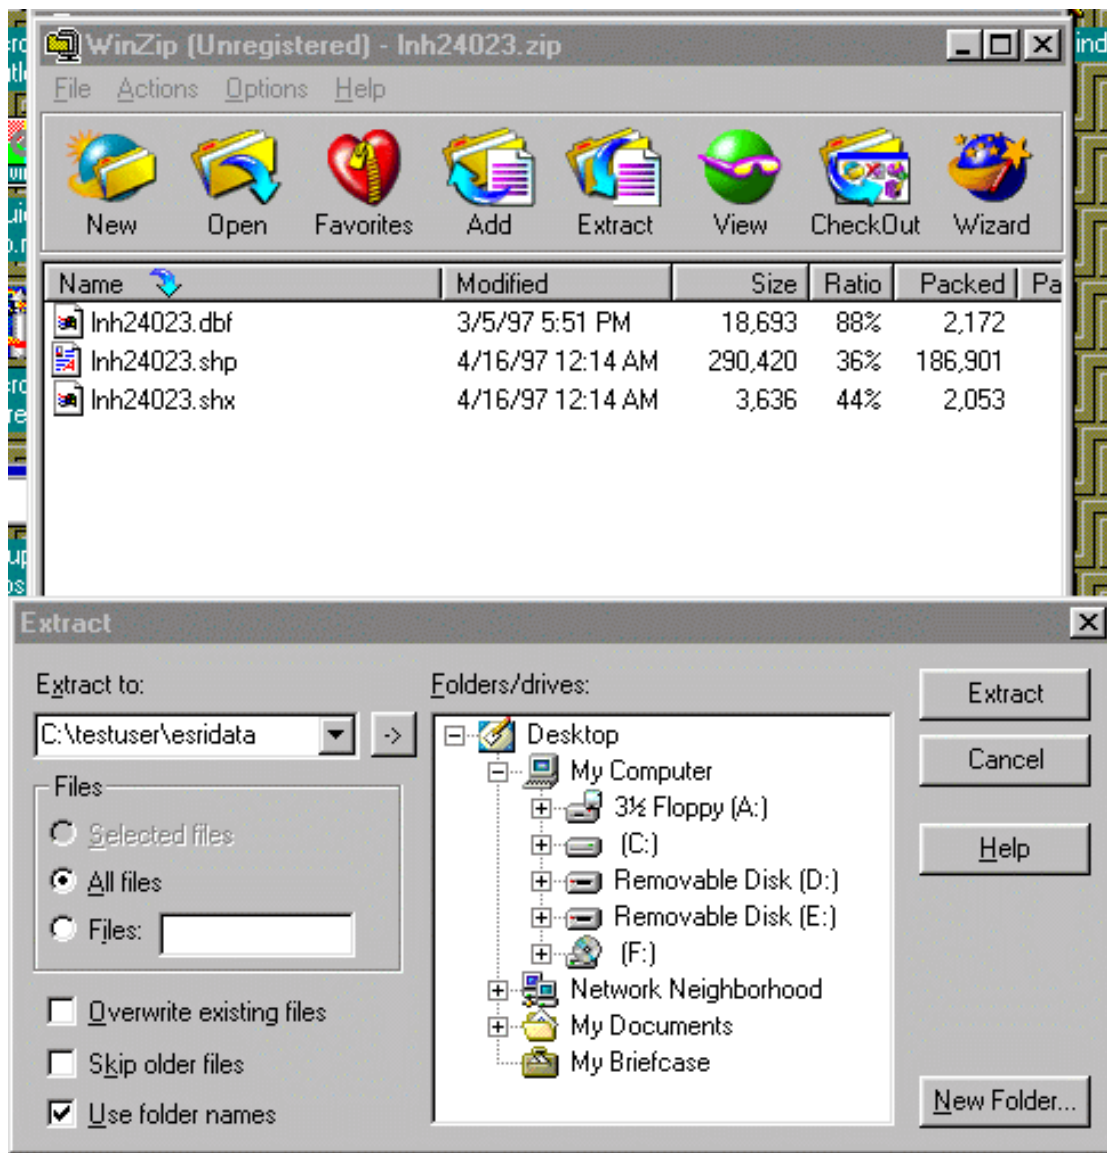 WinZip (Unregistered) - lnh24023.zip
File Actions Options Help
New Open Favorites Add Extract View CheckOut Wizard
Name Modified Size Ratio Packed Pa
lnh24023.dbf 3/5/97 5:51 PM 18,693 88% 2,172
lnh24023.shp 4/16/97 12:14 AM 290,420 36% 186,901
lnh24023.shx 4/16/97 12:14 AM 3,636 44% 2,053
Extract
Extract to:
C:\testuser\esridata
->
Files
Selected files
All files
Files:
Overwrite existing files
Skip older files
Use folder names
Folders/drives:
Desktop
My Computer
3½ Floppy (A:)
(C:)
Removable Disk (D:)
Removable Disk (E:)
(F:)
Network Neighborhood
My Documents
My Briefcase
Extract
Cancel
Help
New Folder...